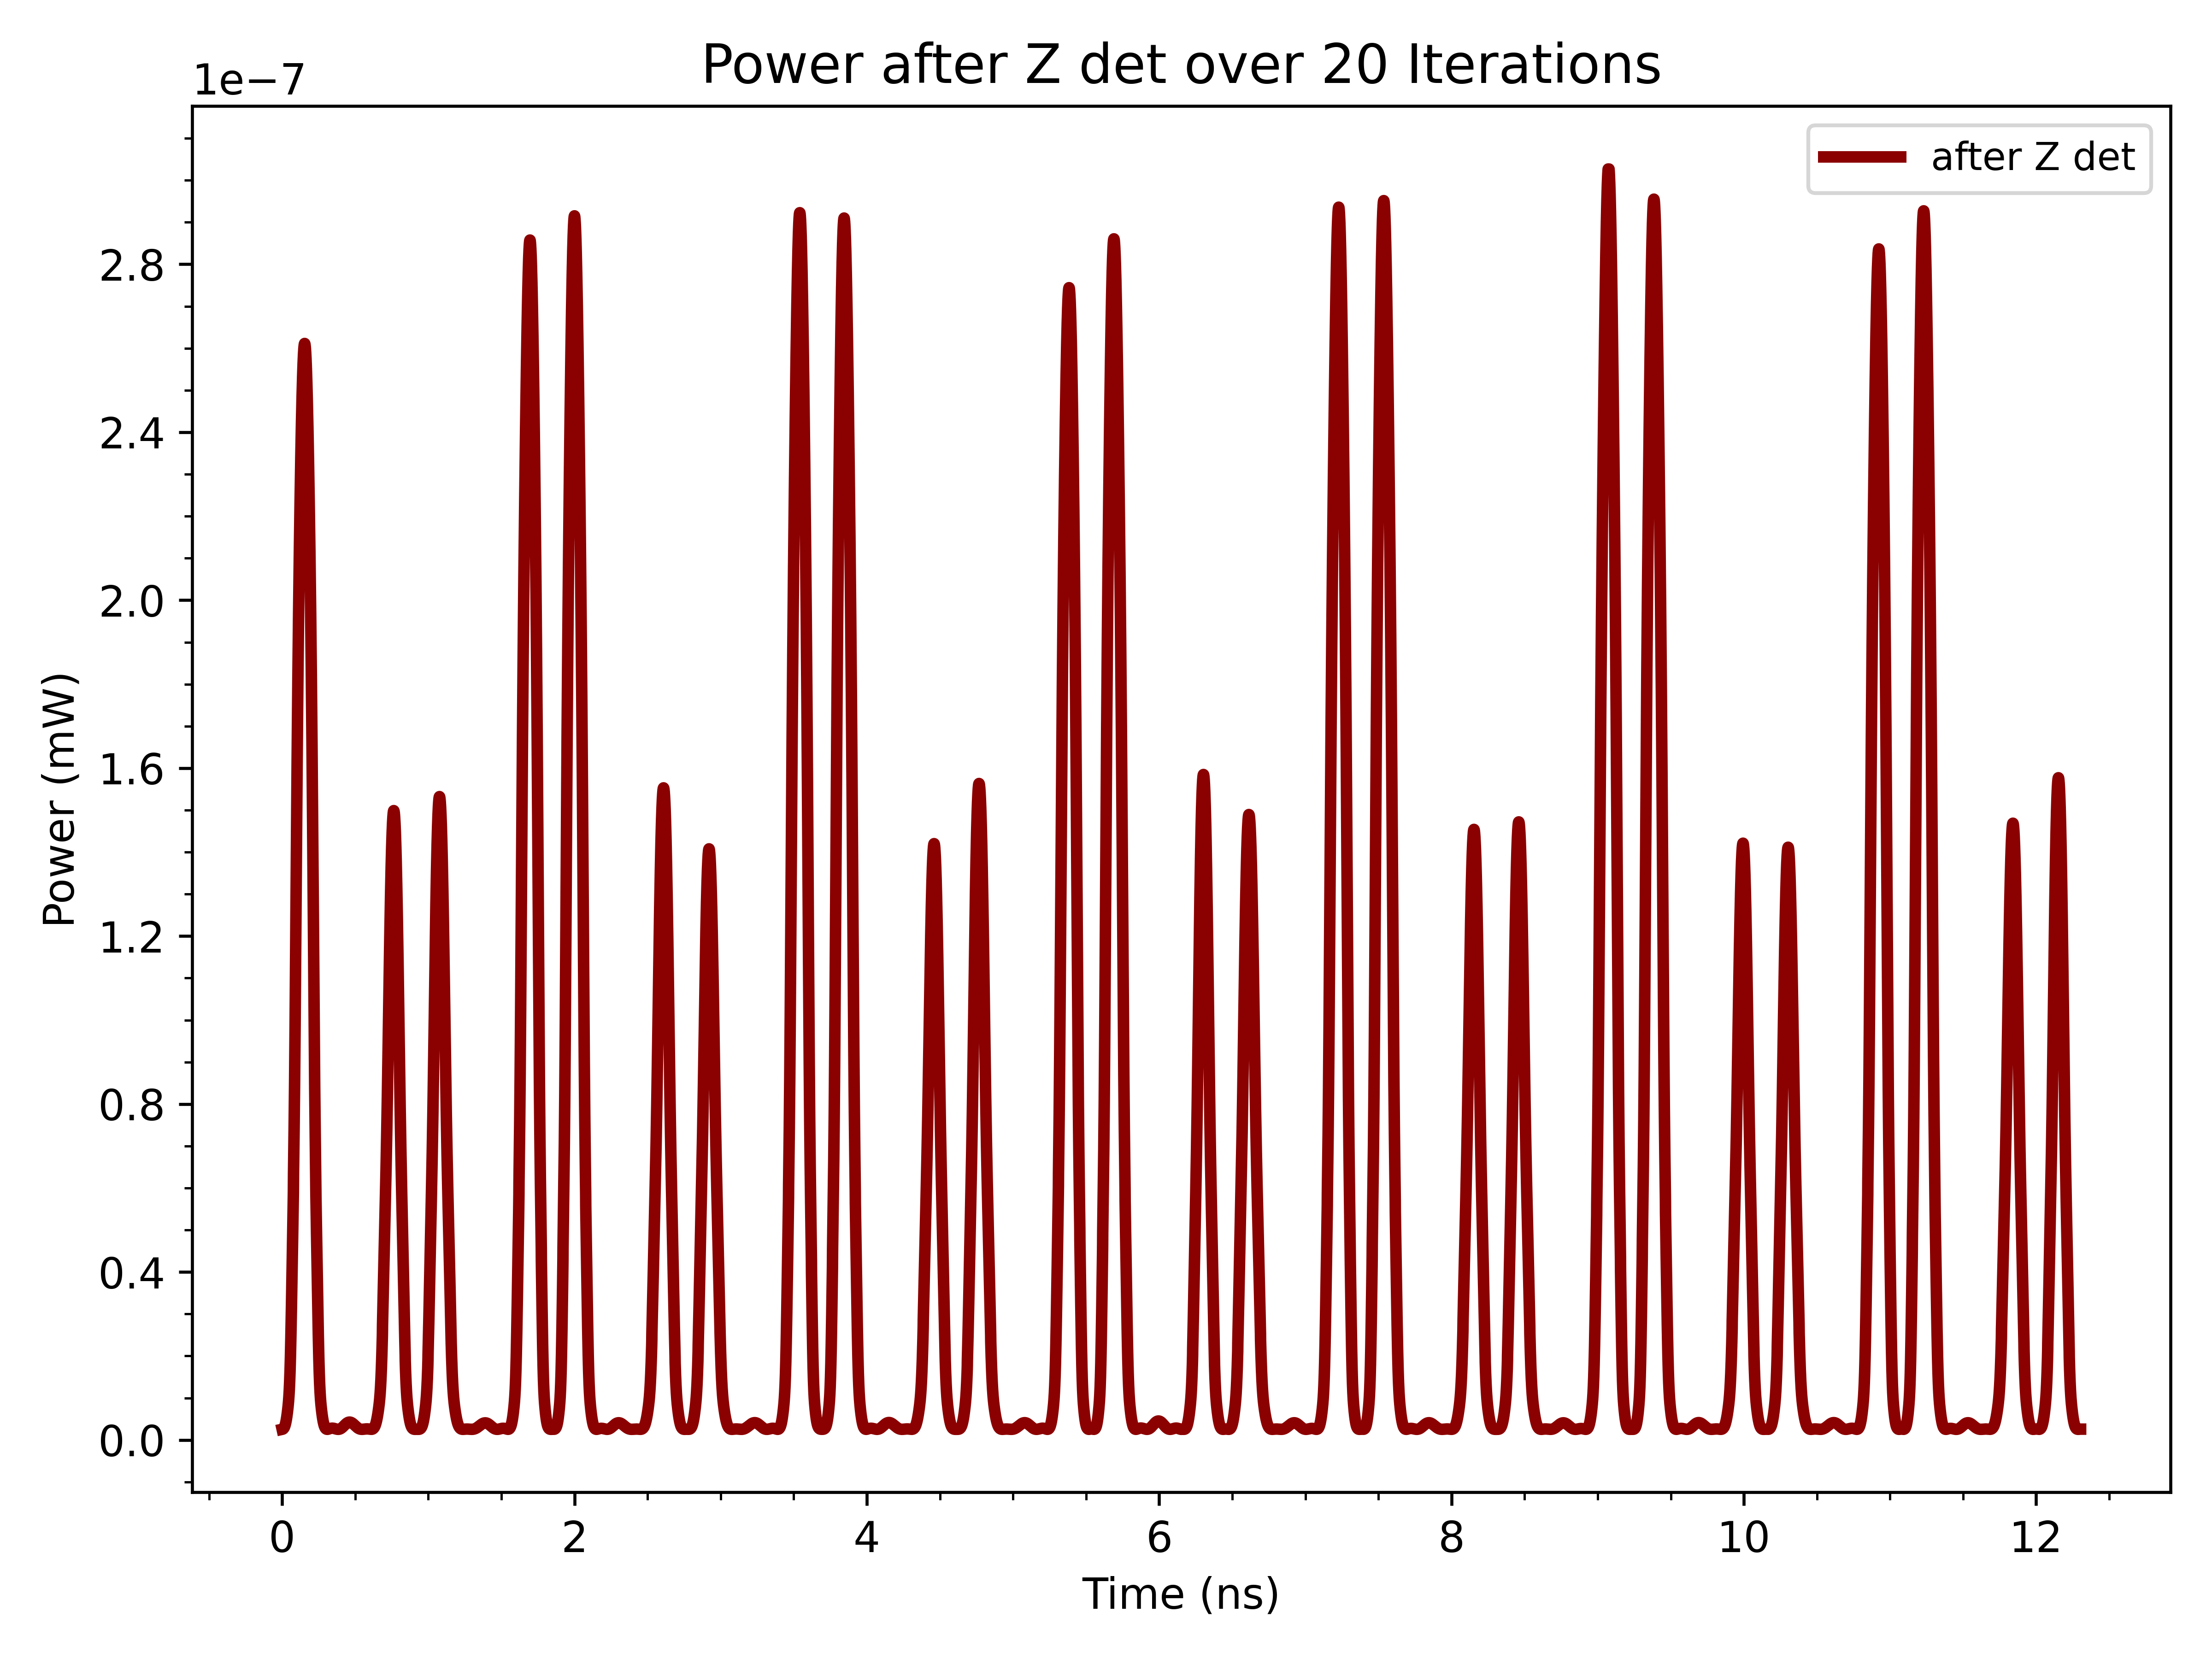 Power after Z det over 20 Iterations
1e−7
after Z det
2.8
2.4
2.0
1.6
1.2
0.8
0.4
0.0
Power (mW)
0 2 4 6 8 10 12
Time (ns)